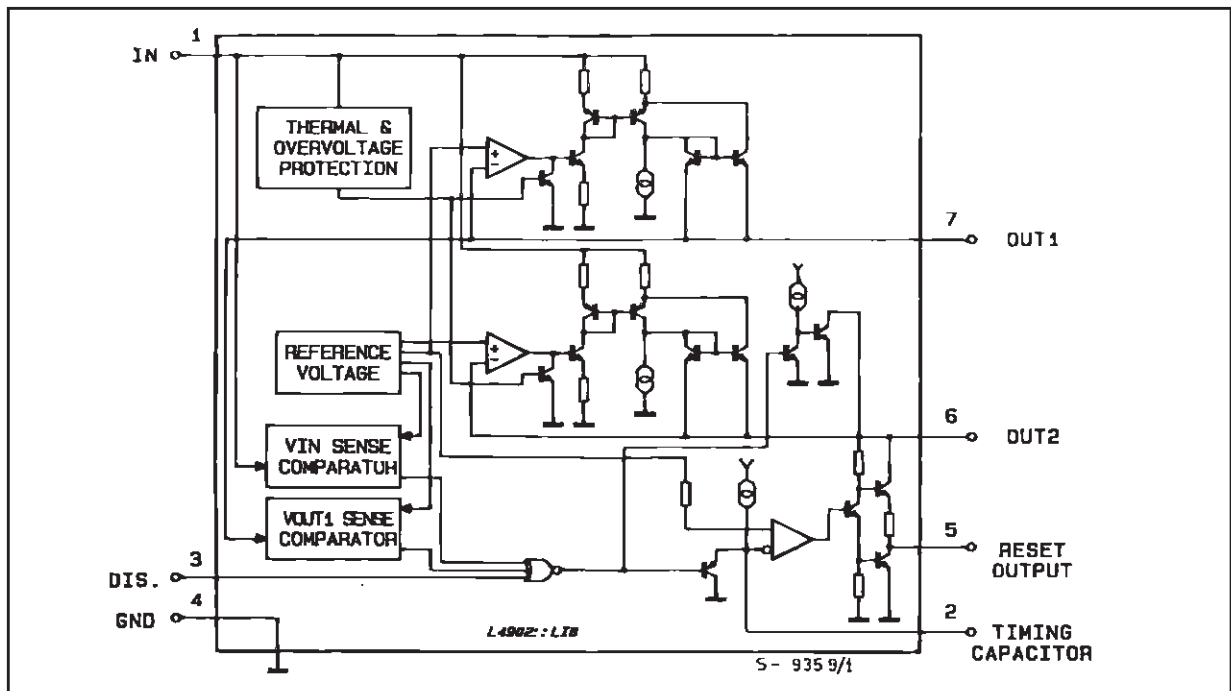 1
IN
THERMAL &
OVERVOLTAGE
PROTECTION
+
−
7
OUT1
REFERENCE
VOLTAGE
+
−
6
OUT2
VIN SENSE
COMPARATUH
VOUT1 SENSE
COMPARATOR
5
RESET
OUTPUT
3
DIS.
4
GND
2
TIMING
CAPACITOR
L4902::LIB
S- 9359/1